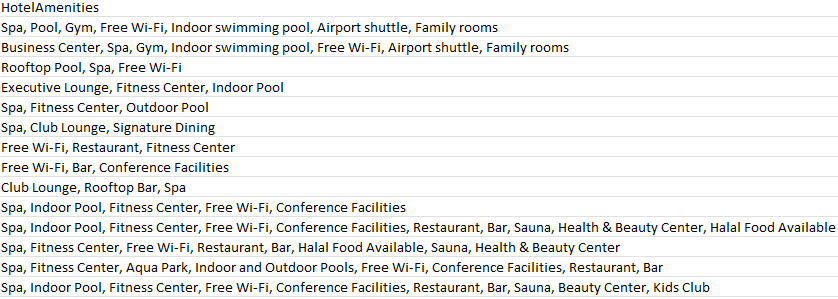 HotelAmenities
Spa, Pool, Gym, Free Wi-Fi, Indoor swimming pool, Airport shuttle, Family rooms
Business Center, Spa, Gym, Indoor swimming pool, Free Wi-Fi, Airport shuttle, Family rooms
Rooftop Pool, Spa, Free Wi-Fi
Executive Lounge, Fitness Center, Indoor Pool
Spa, Fitness Center, Outdoor Pool
Spa, Club Lounge, Signature Dining
Free Wi-Fi, Restaurant, Fitness Center
Free Wi-Fi, Bar, Conference Facilities
Club Lounge, Rooftop Bar, Spa
Spa, Indoor Pool, Fitness Center, Free Wi-Fi, Conference Facilities
Spa, Indoor Pool, Fitness Center, Free Wi-Fi, Conference Facilities, Restaurant, Bar, Sauna, Health & Beauty Center, Halal Food Available
Spa, Fitness Center, Free Wi-Fi, Restaurant, Bar, Halal Food Available, Sauna, Health & Beauty Center
Spa, Fitness Center, Aqua Park, Indoor and Outdoor Pools, Free Wi-Fi, Conference Facilities, Restaurant, Bar
Spa, Indoor Pool, Fitness Center, Free Wi-Fi, Conference Facilities, Restaurant, Bar, Sauna, Beauty Center, Kids Club